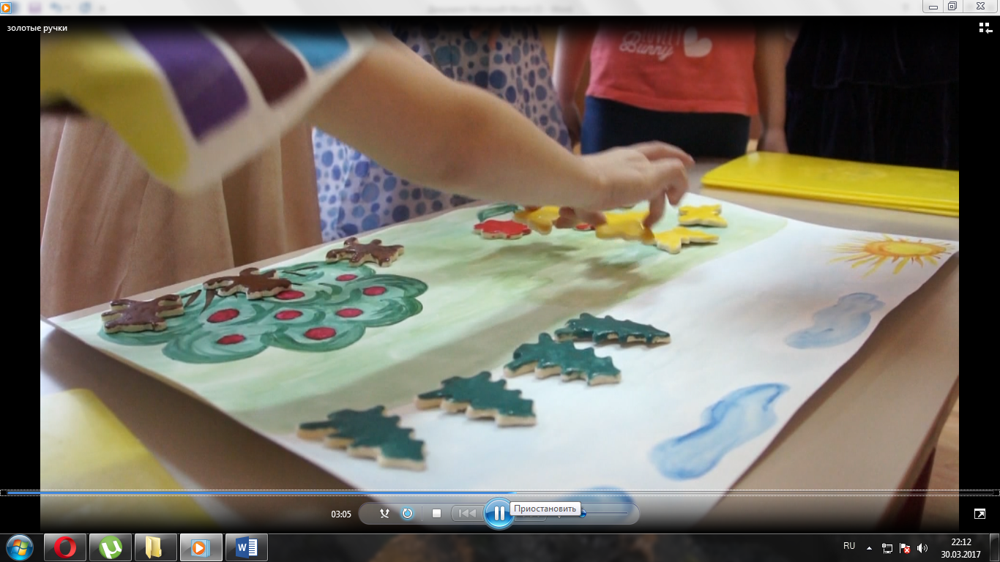 золотые ручки
Bunny
03:05
Приостановить
W
RU
22:12
30.03.2017